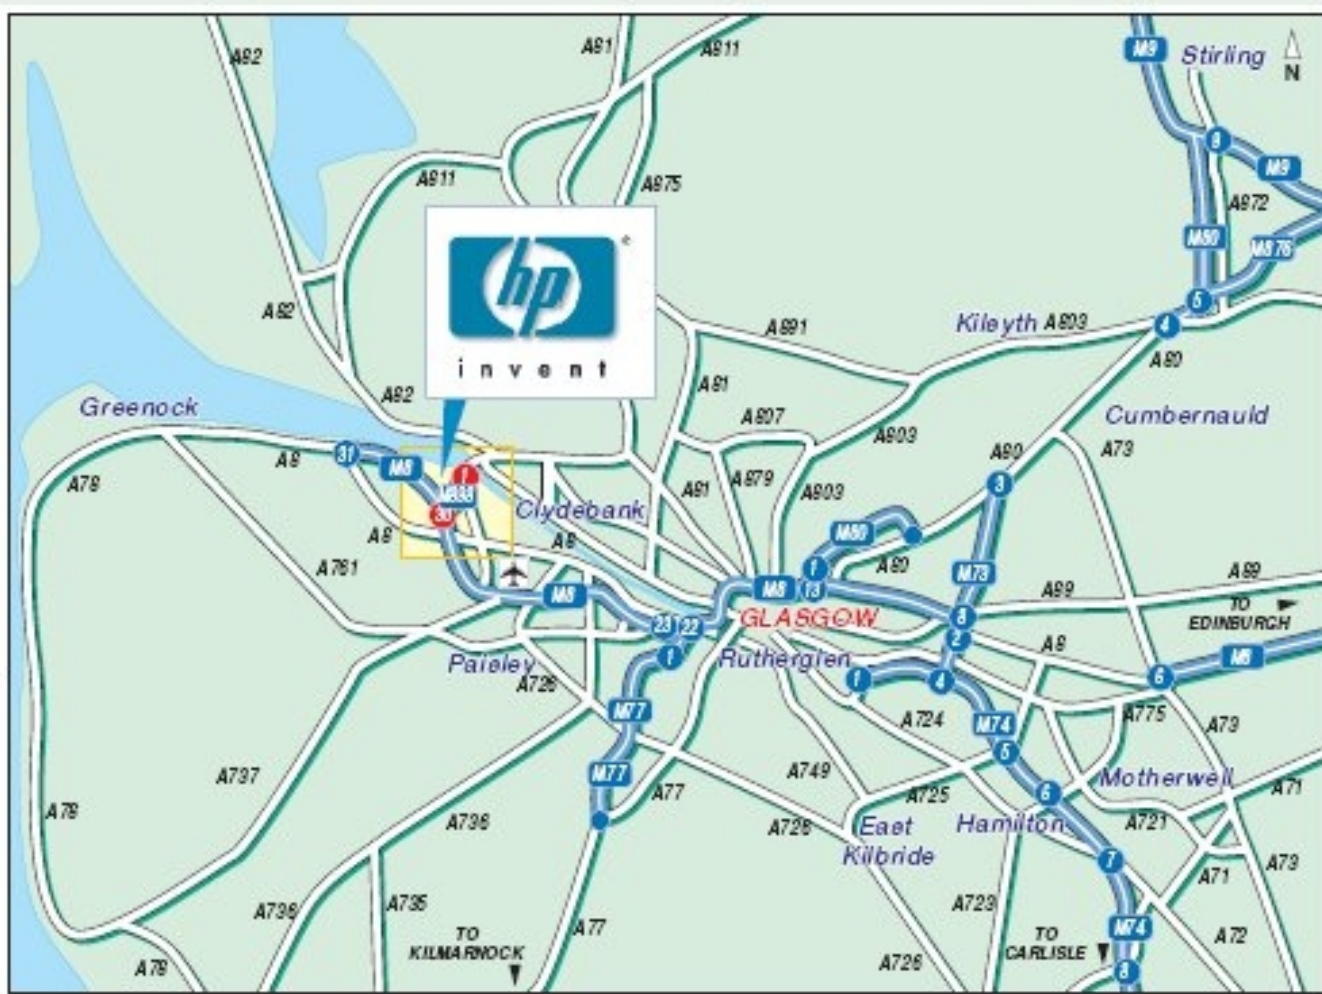 A82
A81
A811
M9
Stirling
N
9
M9
A811
A875
A872
M80
M876
hp
invent
A82
A891
Kilsyth
A803
5
4
A80
Greenock
A82
A81
A807
A803
Cumbernauld
A73
31
A8
M8
1
M898
30
A78
Clydebank
A81
A879
A803
A80
3
A8
A8
M80
A80
A761
M8
1
M8
13
M73
A89
A89
TO
EDINBURGH
GLASGOW
23
22
8
2
A8
M8
Paisley
1
Rutherglen
1
4
6
A726
M77
A724
M74
A775
A73
5
A737
M77
A77
A749
A725
6
Motherwell
A71
A78
A736
A726
East
Kilbride
Hamilton
A721
7
A73
A71
A736
A735
A77
A723
M74
A72
TO
KILMARNOCK
TO
CARLISLE
A78
A726
8